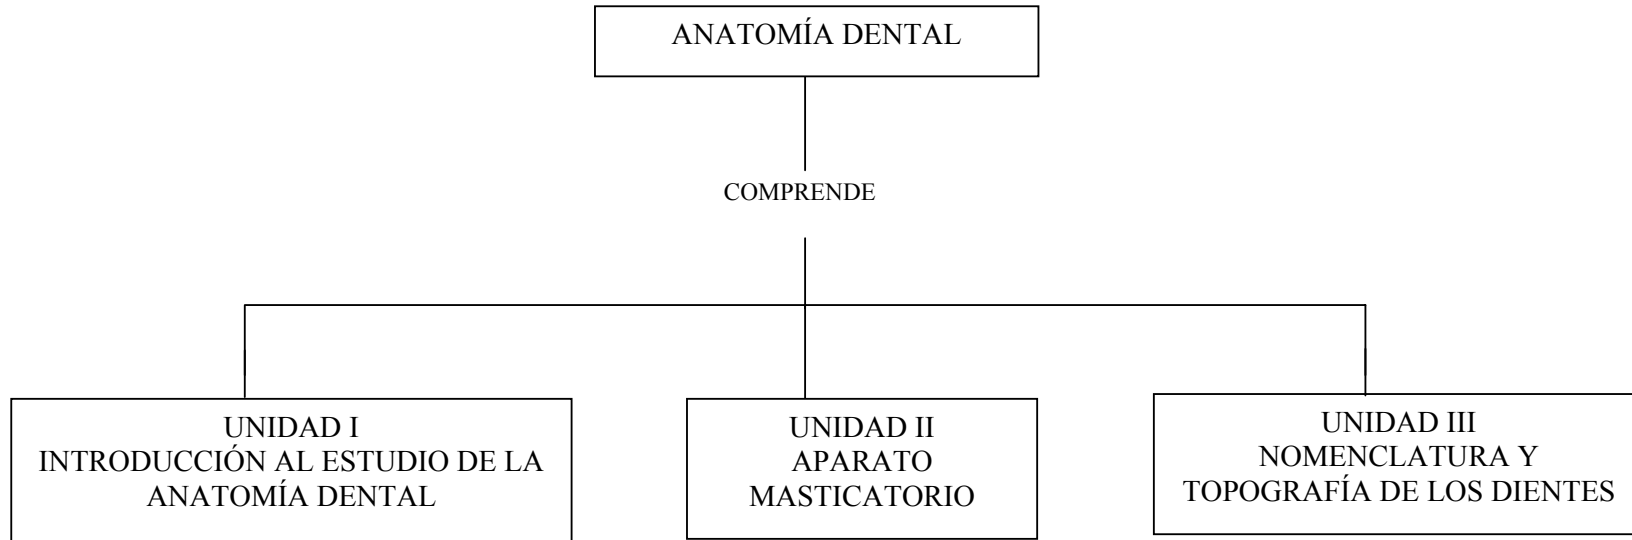 ANATOMÍA DENTAL
COMPRENDE
UNIDAD I
INTRODUCCIÓN AL ESTUDIO DE LA
ANATOMÍA DENTAL
UNIDAD II
APARATO
MASTICATORIO
UNIDAD III
NOMENCLATURA Y
TOPOGRAFÍA DE LOS DIENTES